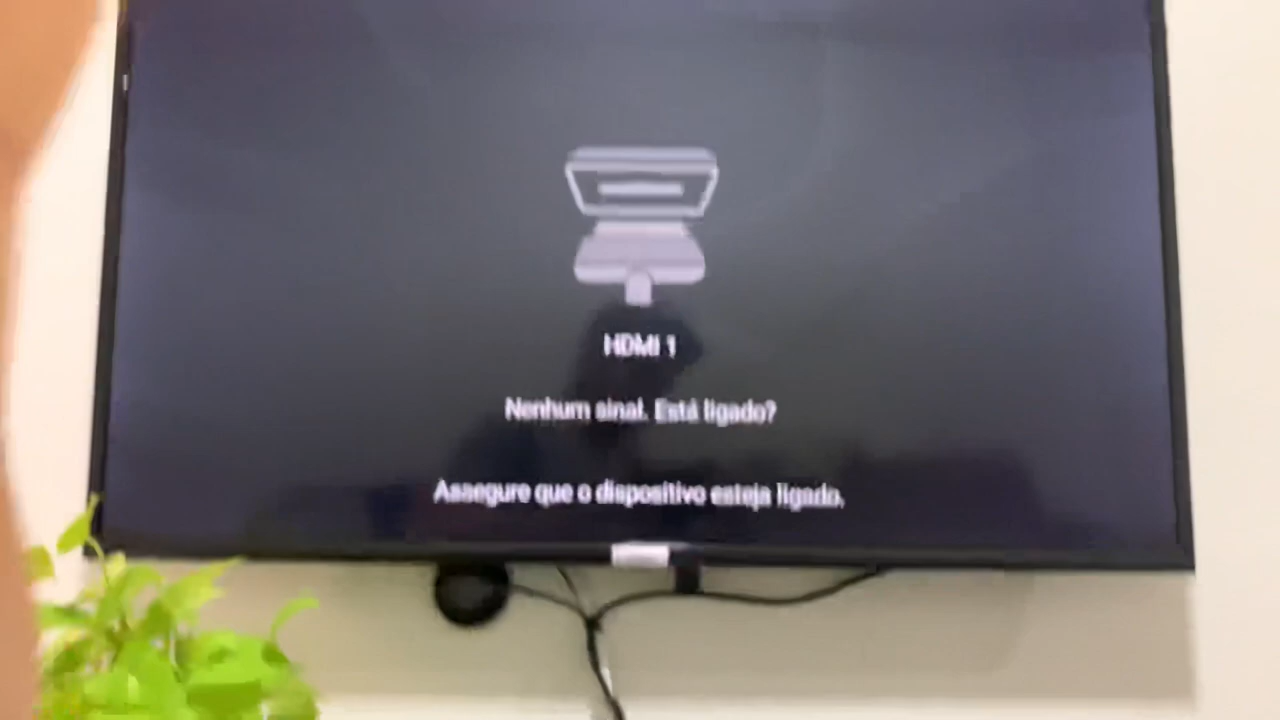 HDMI 1
Nenhum sinal. Está ligado?
Assegure que o dispositivo esteja ligado.